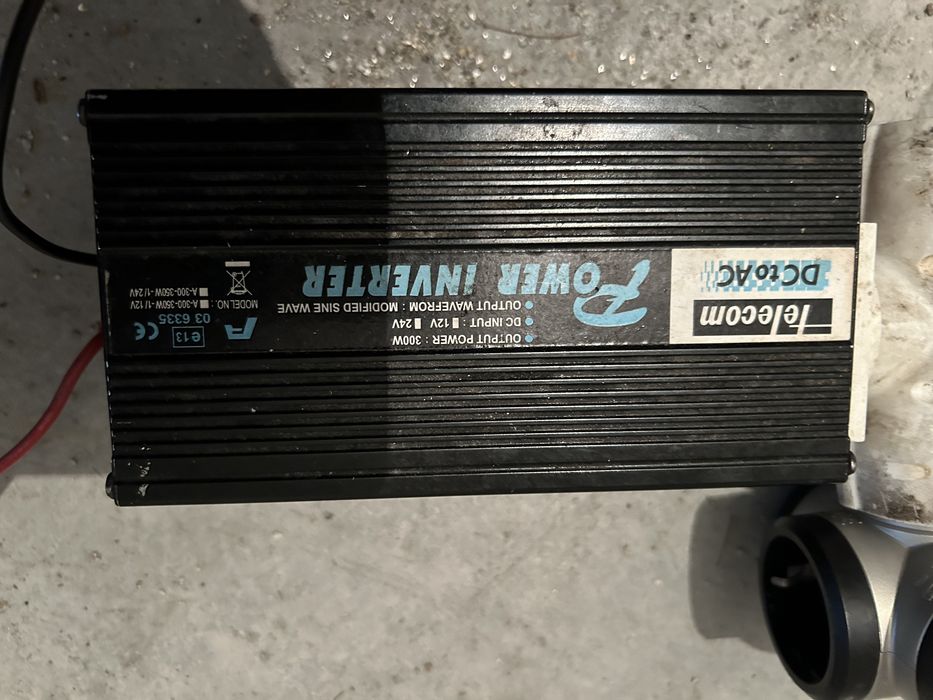 Telecom
DC to AC
POWER INVERTER
OUTPUT POWER : 300W
DC INPUT : 12V 24V
OUTPUT WAVEFROM : MODIFIED SINE WAVE
A
e13
CE
03 6335
MODEL NO. :
A-300-350W-1/12V
A-300-350W-1/24V